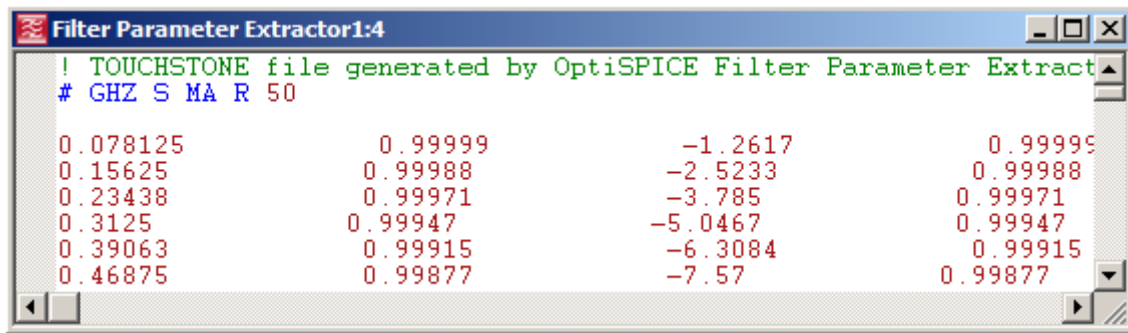 Filter Parameter Extractor1:4
! TOUCHSTONE file generated by OptiSPICE Filter Parameter Extract
# GHZ S MA R 50
0.078125 0.99999 -1.2617 0.99999
0.15625 0.99988 -2.5233 0.99988
0.23438 0.99971 -3.785 0.99971
0.3125 0.99947 -5.0467 0.99947
0.39063 0.99915 -6.3084 0.99915
0.46875 0.99877 -7.57 0.99877